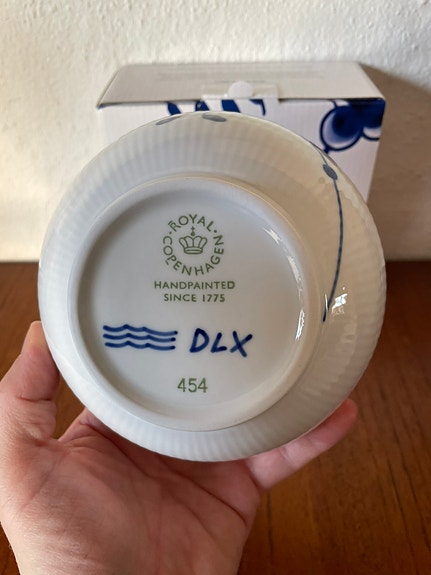 ROYAL
COPENHAGEN
HANDPAINTED
SINCE 1775
DLX
454